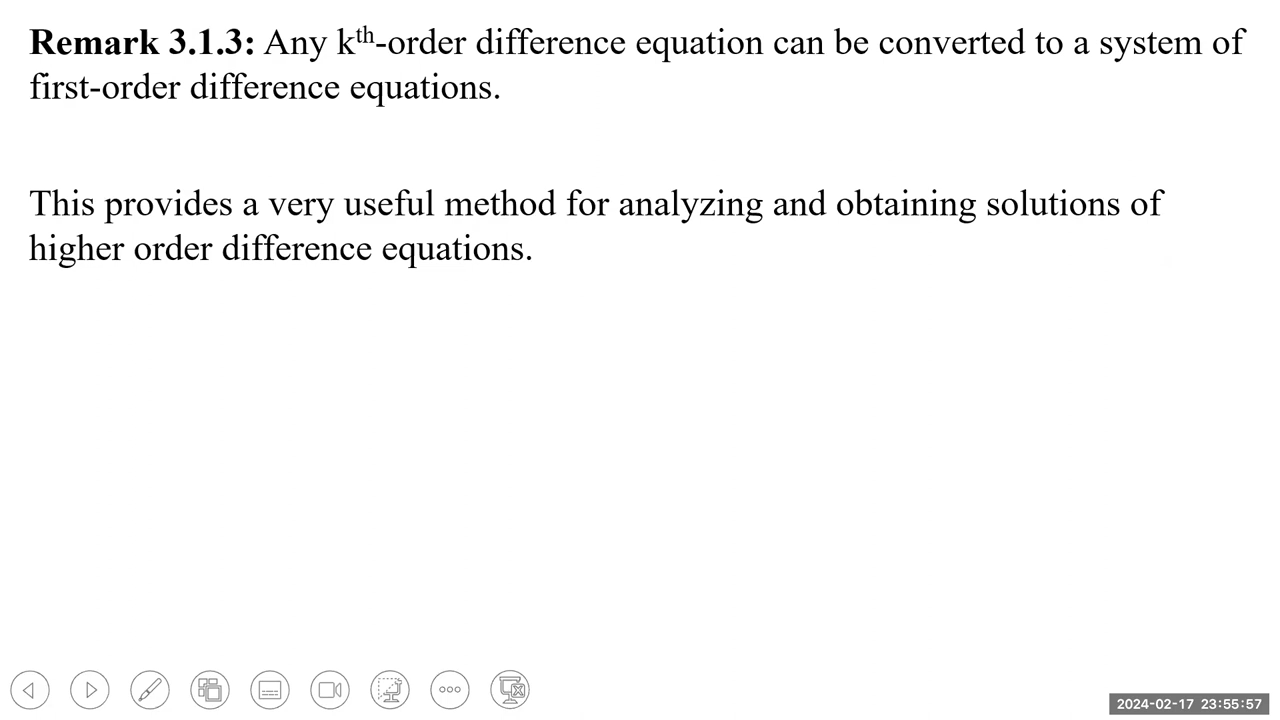 Remark 3.1.3: Any kth-order difference equation can be converted to a system of
first-order difference equations.
This provides a very useful method for analyzing and obtaining solutions of
higher order difference equations.
2024-02-17 23:55:57